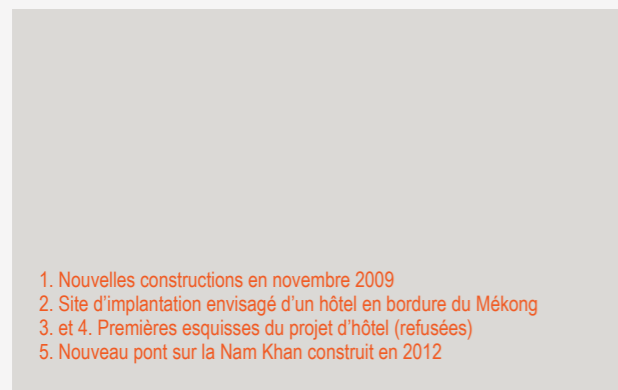 1. Nouvelles constructions en novembre 2009
2. Site d’implantation envisagé d’un hôtel en bordure du Mékong
3. et 4. Premières esquisses du projet d’hôtel (refusées)
5. Nouveau pont sur la Nam Khan construit en 2012